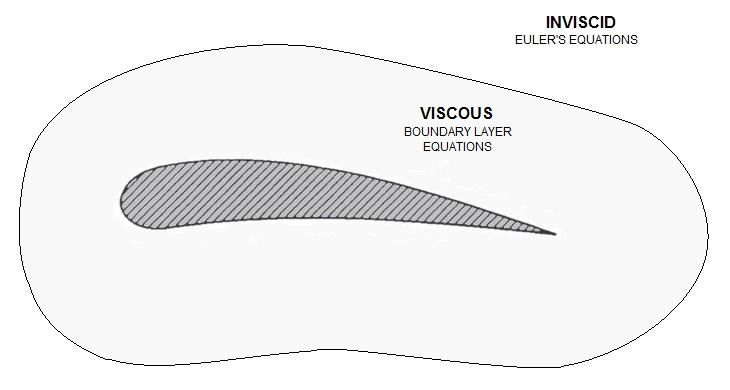 INVISCID
EULER'S EQUATIONS
VISCOUS
BOUNDARY LAYER
EQUATIONS